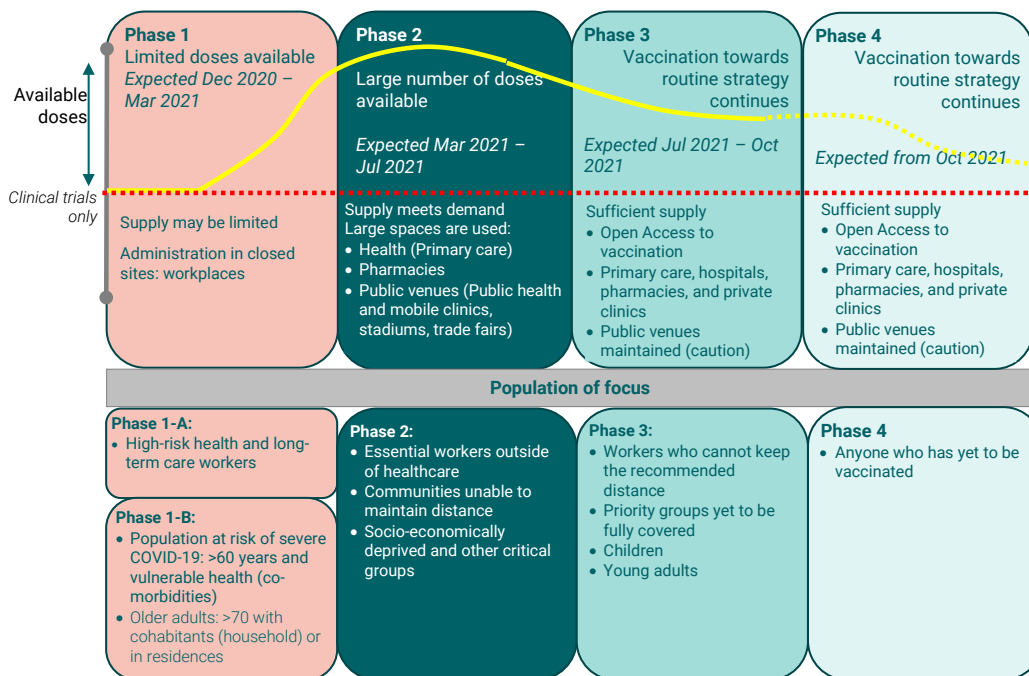 Phase 1
Limited doses available
Expected Dec 2020 –
Mar 2021
Phase 2
Large number of doses
available
Expected Mar 2021 –
Jul 2021
Phase 3
Vaccination towards
routine strategy
continues
Expected Jul 2021 – Oct
2021
Phase 4
Vaccination towards
routine strategy
continues
Expected from Oct 2021
Available
doses
Clinical trials
only
Supply may be limited
Administration in closed
sites: workplaces
Supply meets demand
Large spaces are used:
• Health (Primary care)
• Pharmacies
• Public venues (Public health
and mobile clinics,
stadiums, trade fairs)
Sufficient supply
• Open Access to
vaccination
• Primary care, hospitals,
pharmacies, and private
clinics
• Public venues
maintained (caution)
Sufficient supply
• Open Access to
vaccination
• Primary care, hospitals,
pharmacies, and private
clinics
• Public venues
maintained (caution)
Population of focus
Phase 1-A:
• High-risk health and long-
term care workers
Phase 1-B:
• Population at risk of severe
COVID-19: >60 years and
vulnerable health (co-
morbidities)
• Older adults: >70 with
cohabitants (household) or
in residences
Phase 2:
• Essential workers outside
of healthcare
• Communities unable to
maintain distance
• Socio-economically
deprived and other critical
groups
Phase 3:
• Workers who cannot keep
the recommended
distance
• Priority groups yet to be
fully covered
• Children
• Young adults
Phase 4
• Anyone who has yet to be
vaccinated